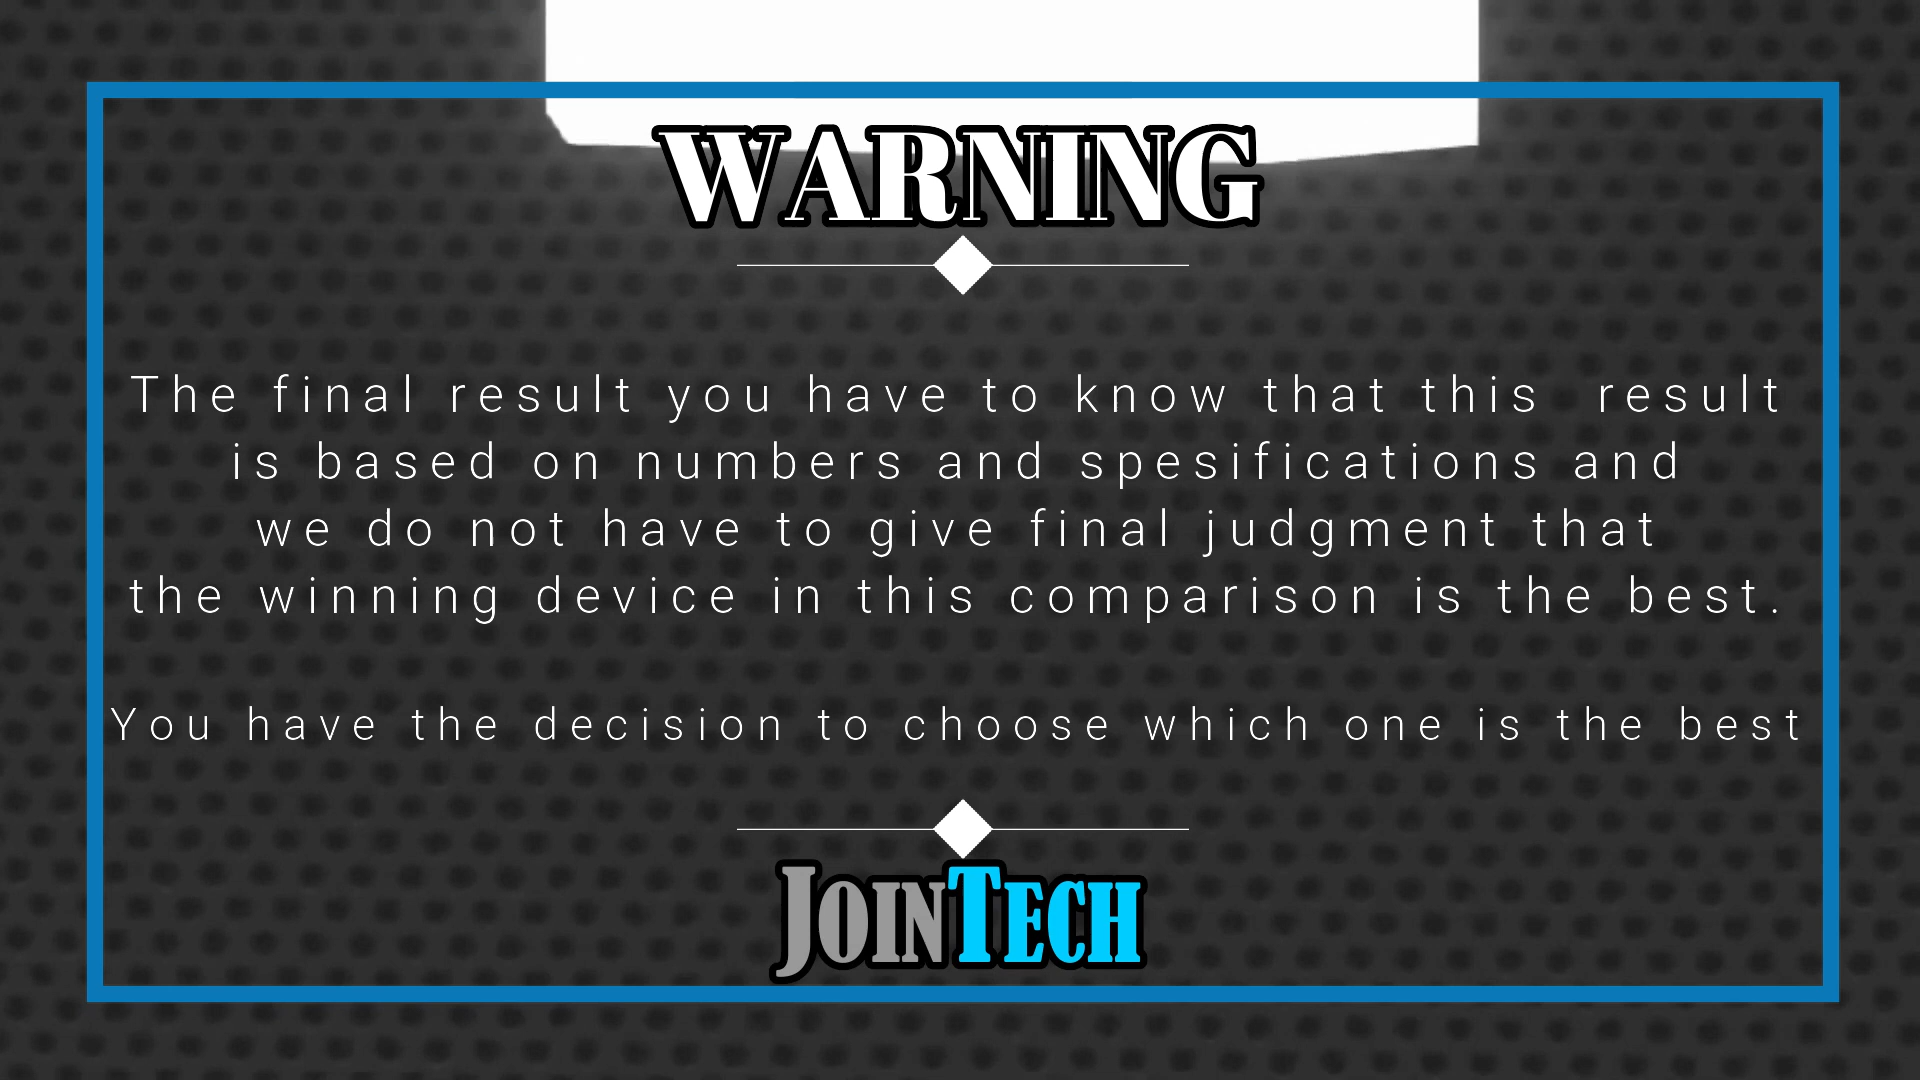 WARNING
The final result you have to know that this result
is based on numbers and spesifications and
we do not have to give final judgment that
the winning device in this comparison is the best.
You have the decision to choose which one is the best
JOINTECH